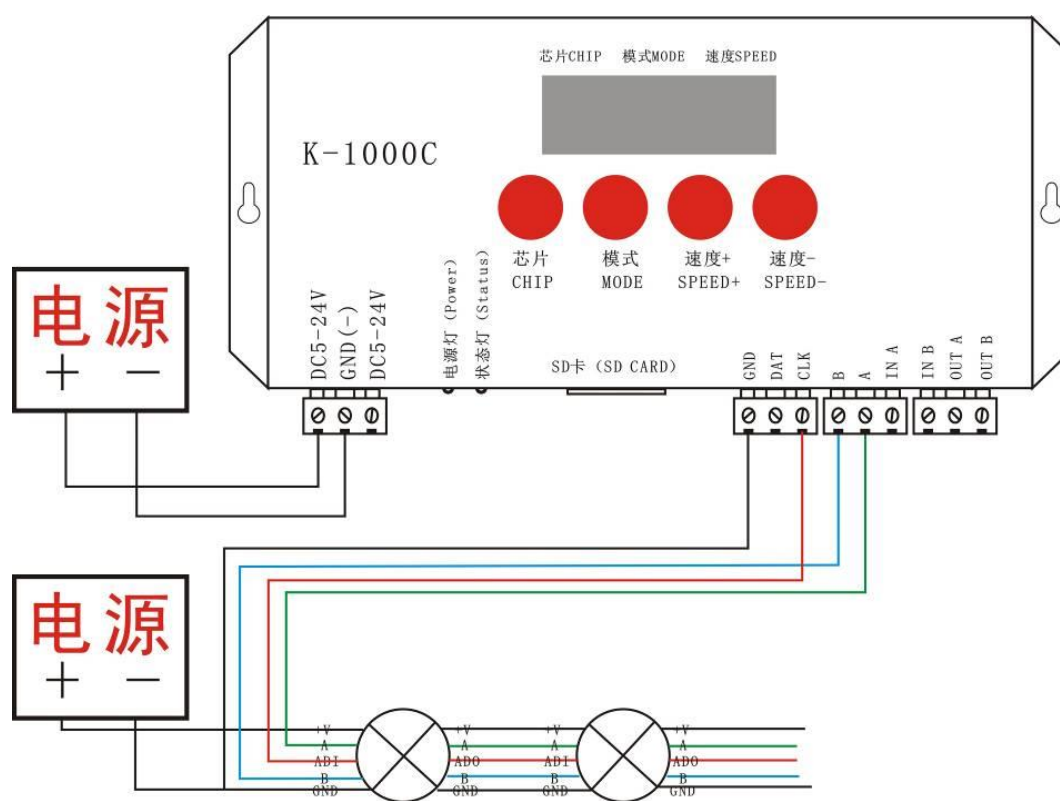 芯片CHIP 模式MODE 速度SPEED
K-1000C
芯片 模式 速度+ 速度-
CHIP MODE SPEED+ SPEED-
电源
+ −
DC5-24V
GND(-)
DC5-24V
电源灯(Power)
状态灯(Status)
SD卡（SD CARD）
GND
DAT
CLK
B
A
IN A
IN B
OUT A
OUT B
电源
+ −
+V +V +V +V
A A A A
ADI ADO ADI ADO
B B B B
GND GND GND GND